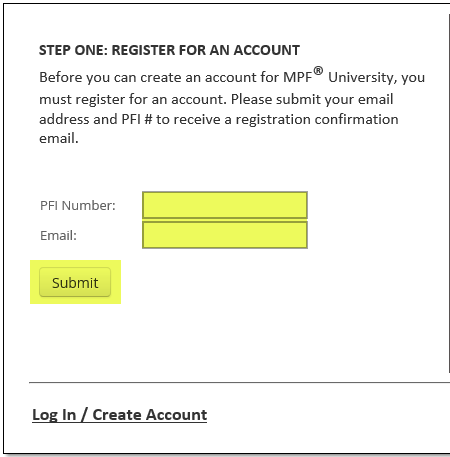 STEP ONE: REGISTER FOR AN ACCOUNT
Before you can create an account for MPF® University, you
must register for an account. Please submit your email
address and PFI # to receive a registration confirmation
email.
PFI Number:
Email:
Submit
Log In / Create Account